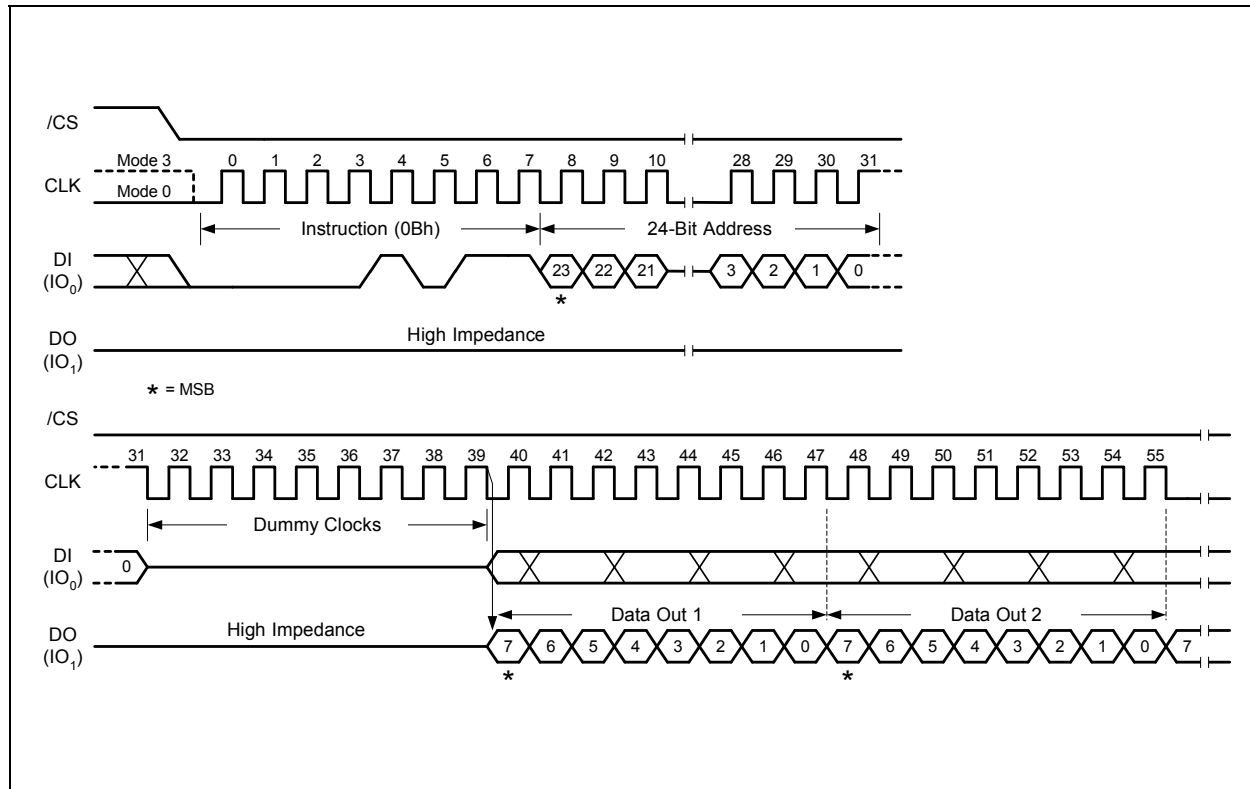 /CS
Mode 3 0 1 2 3 4 5 6 7 8 9 10 28 29 30 31
CLK
Mode 0
Instruction (0Bh) 24-Bit Address
DI
(IO0) 23 22 21 3 2 1 0
*
High Impedance
DO
(IO1)
* = MSB
/CS
31 32 33 34 35 36 37 38 39 40 41 42 43 44 45 46 47 48 49 50 51 52 53 54 55
CLK
Dummy Clocks
DI
(IO0) 0
Data Out 1 Data Out 2
High Impedance
DO
(IO1) 7 6 5 4 3 2 1 0 7 6 5 4 3 2 1 0 7
* *